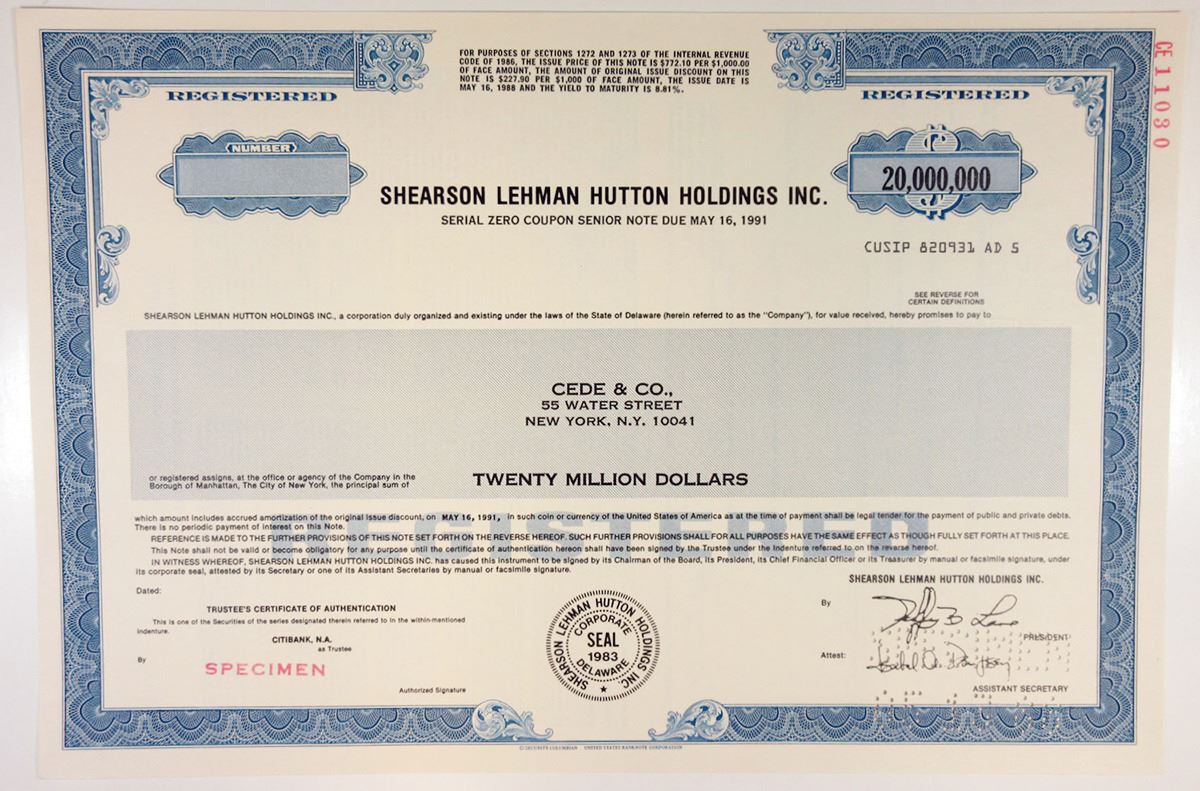 FOR PURPOSES OF SECTIONS 1272 AND 1273 OF THE INTERNAL REVENUE
CODE OF 1986, THE ISSUE PRICE OF THIS NOTE IS $772.10 PER $1,000.00
OF FACE AMOUNT, THE AMOUNT OF ORIGINAL ISSUE DISCOUNT ON THIS
NOTE IS $227.90 PER $1,000 OF FACE AMOUNT, THE ISSUE DATE IS
MAY 16, 1988 AND THE YIELD TO MATURITY IS 8.81%.
REGISTERED
REGISTERED
CE11030
NUMBER
20,000,000
SHEARSON LEHMAN HUTTON HOLDINGS INC.
SERIAL ZERO COUPON SENIOR NOTE DUE MAY 16, 1991
CUSIP 820931 AD 5
SEE REVERSE FOR
CERTAIN DEFINITIONS
SHEARSON LEHMAN HUTTON HOLDINGS INC., a corporation duly organized and existing under the laws of the State of Delaware (herein referred to as the "Company"), for value received, hereby promises to pay to
CEDE & CO.,
55 WATER STREET
NEW YORK, N.Y. 10041
or registered assigns, at the office or agency of the Company in the
Borough of Manhattan, The City of New York, the principal sum of
TWENTY MILLION DOLLARS
which amount includes accrued amortization of the original issue discount, on MAY 16, 1991, in such coin or currency of the United States of America as at the time of payment shall be legal tender for the payment of public and private debts.
There is no periodic payment of interest on this Note.
REGISTERED
REFERENCE IS MADE TO THE FURTHER PROVISIONS OF THIS NOTE SET FORTH ON THE REVERSE HEREOF. SUCH FURTHER PROVISIONS SHALL FOR ALL PURPOSES HAVE THE SAME EFFECT AS THOUGH FULLY SET FORTH AT THIS PLACE.
This Note shall not be valid or become obligatory for any purpose until the certificate of authentication hereon shall have been signed by the Trustee under the Indenture referred to on the reverse hereof.
IN WITNESS WHEREOF, SHEARSON LEHMAN HUTTON HOLDINGS INC. has caused this instrument to be signed by its Chairman of the Board, its President, its Chief Financial Officer or its Treasurer by manual or facsimile signature, under
its corporate seal, attested by its Secretary or one of its Assistant Secretaries by manual or facsimile signature.
Dated:
TRUSTEE'S CERTIFICATE OF AUTHENTICATION
This is one of the Securities of the series designated therein referred to in the within-mentioned
Indenture.
CITIBANK, N.A.
as Trustee
By
SPECIMEN
Authorized Signature
SHEARSON LEHMAN HUTTON HOLDINGS INC.
CORPORATE
SEAL
1983
DELAWARE
SHEARSON LEHMAN HUTTON HOLDINGS INC.
By
PRESIDENT
Attest:
ASSISTANT SECRETARY
© SECURITY-COLUMBIAN UNITED STATES BANKNOTE CORPORATION